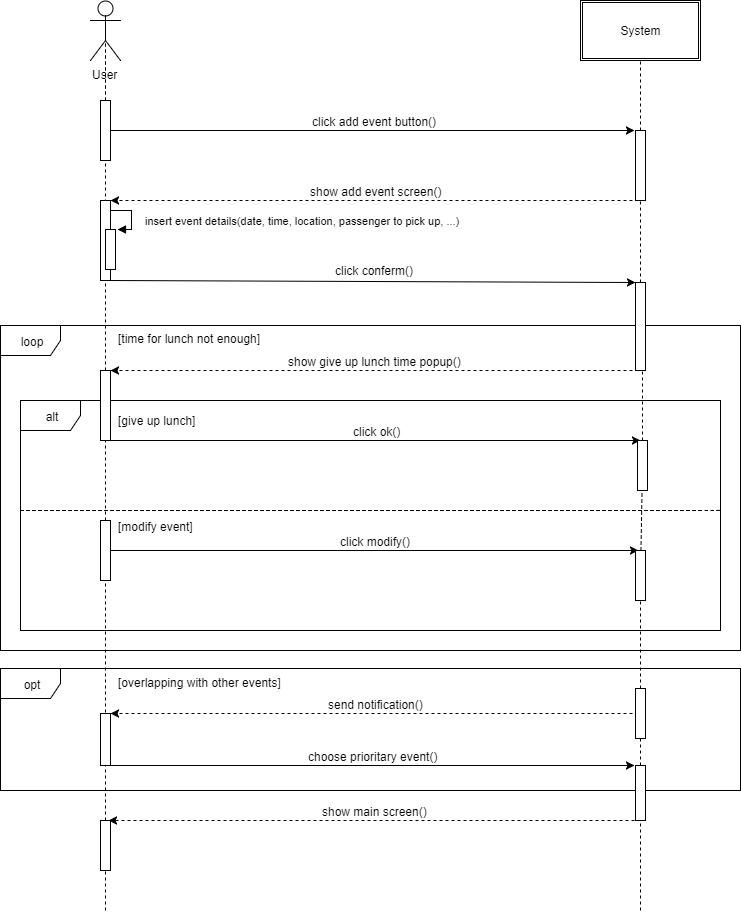 System
User
click add event button()
show add event screen()
insert event details(date, time, location, passenger to pick up, ...)
click conferm()
loop
[time for lunch not enough]
show give up lunch time popup()
alt
[give up lunch]
click ok()
[modify event]
click modify()
opt
[overlapping with other events]
send notification()
choose prioritary event()
show main screen()